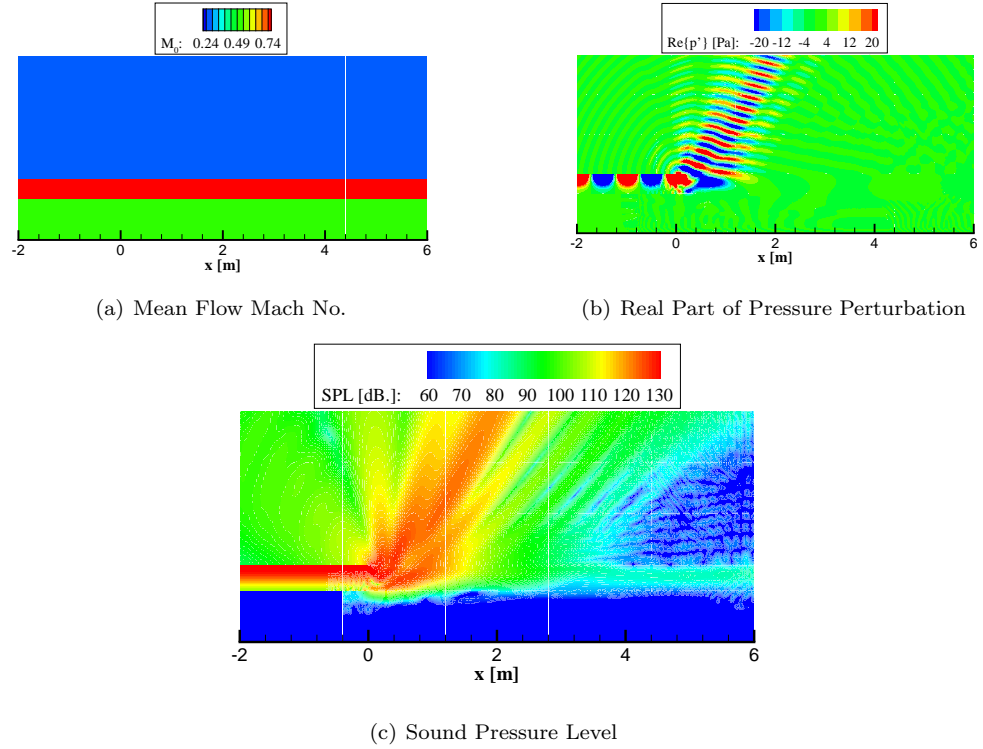 M₀: 0.24 0.49 0.74
-2 0 2 4 6
x [m]
(a) Mean Flow Mach No.
Re{p'} [Pa]: -20 -12 -4 4 12 20
-2 0 2 4 6
x [m]
(b) Real Part of Pressure Perturbation
SPL [dB.]: 60 70 80 90 100 110 120 130
-2 0 2 4 6
x [m]
(c) Sound Pressure Level